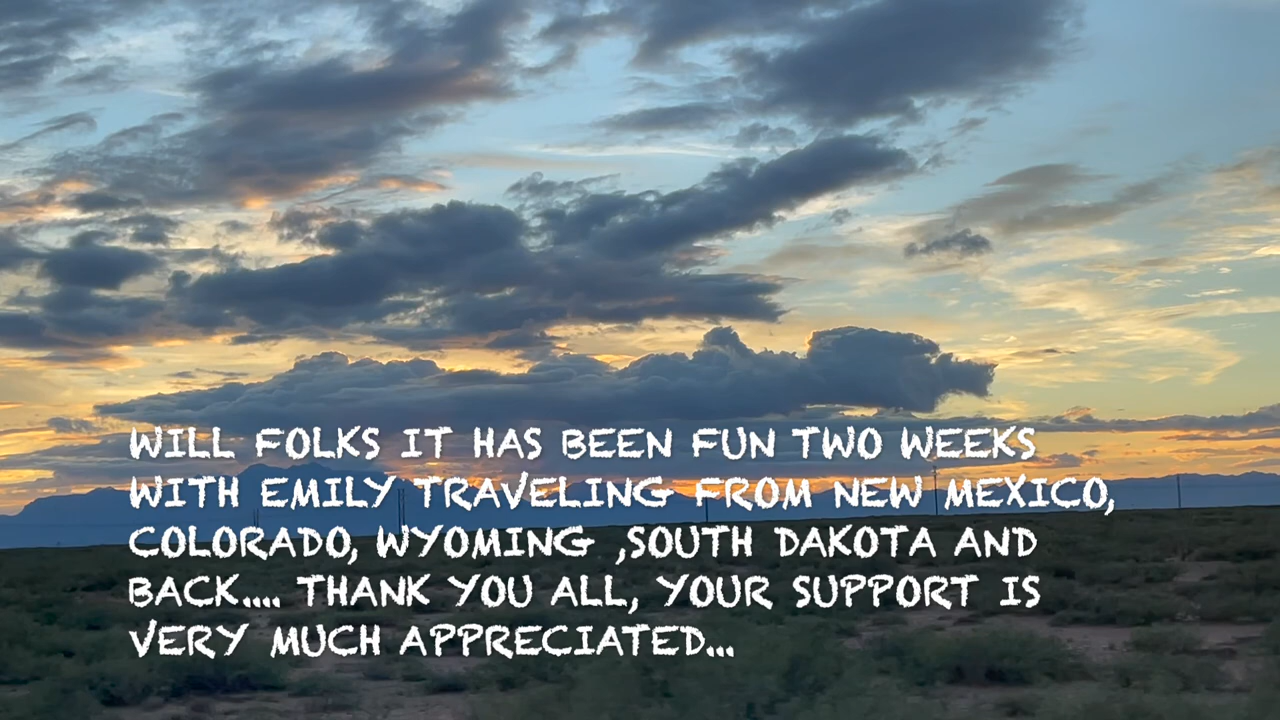 WILL FOLKS IT HAS BEEN FUN TWO WEEKS
WITH EMILY TRAVELING FROM NEW MEXICO,
COLORADO, WYOMING ,SOUTH DAKOTA AND
BACK.... THANK YOU ALL, YOUR SUPPORT IS
VERY MUCH APPRECIATED...